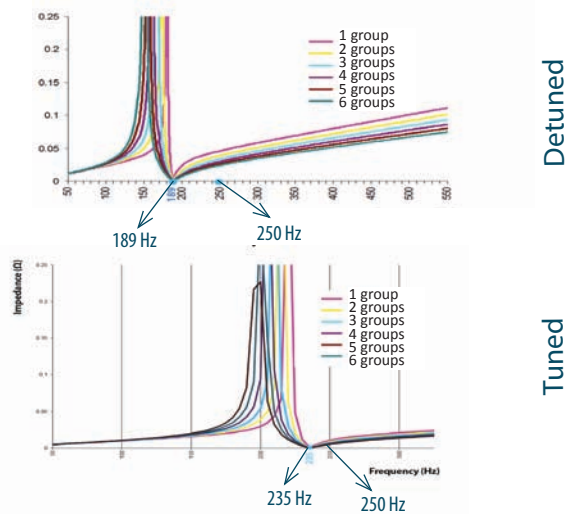 0.25
0.2
0.15
0.1
0.05
0
50
100
150
189
200
250
300
350
400
450
500
550
1 group
2 groups
3 groups
4 groups
5 groups
6 groups
Detuned
189 Hz
250 Hz
Impedance (Ω)
0
1 group
2 groups
3 groups
4 groups
5 groups
6 groups
Tuned
Frequency (Hz)
235 Hz
250 Hz